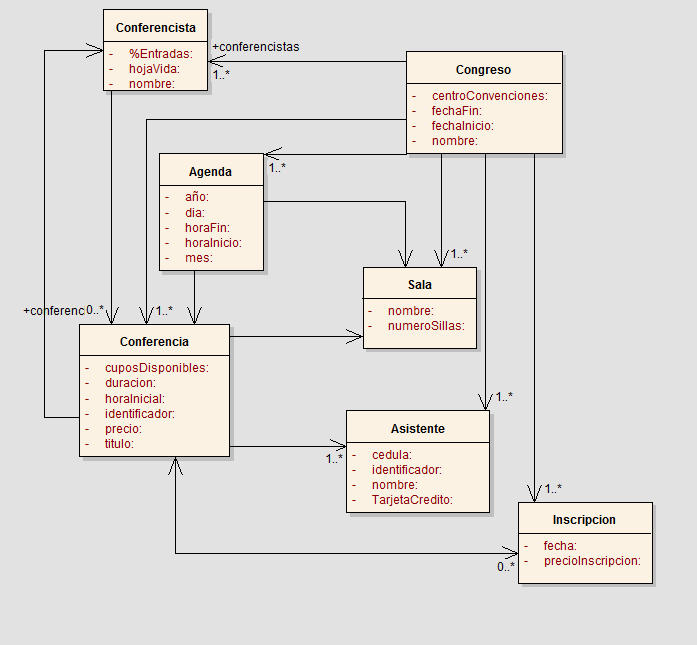 Conferencista
- %Entradas:
- hojaVida:
- nombre:
+conferencistas
1..*
Congreso
- centroConvenciones:
- fechaFin:
- fechaInicio:
- nombre:
1..*
Agenda
- año:
- dia:
- horaFin:
- horaInicio:
- mes:
1..*
Sala
- nombre:
- numeroSillas:
+conferenc
0..*
1..*
Conferencia
- cuposDisponibles:
- duracion:
- horaInicial:
- identificador:
- precio:
- titulo:
1..*
Asistente
- cedula:
- identificador:
- nombre:
- TarjetaCredito:
1..*
1..*
Inscripcion
- fecha:
- precioInscripcion:
0..*